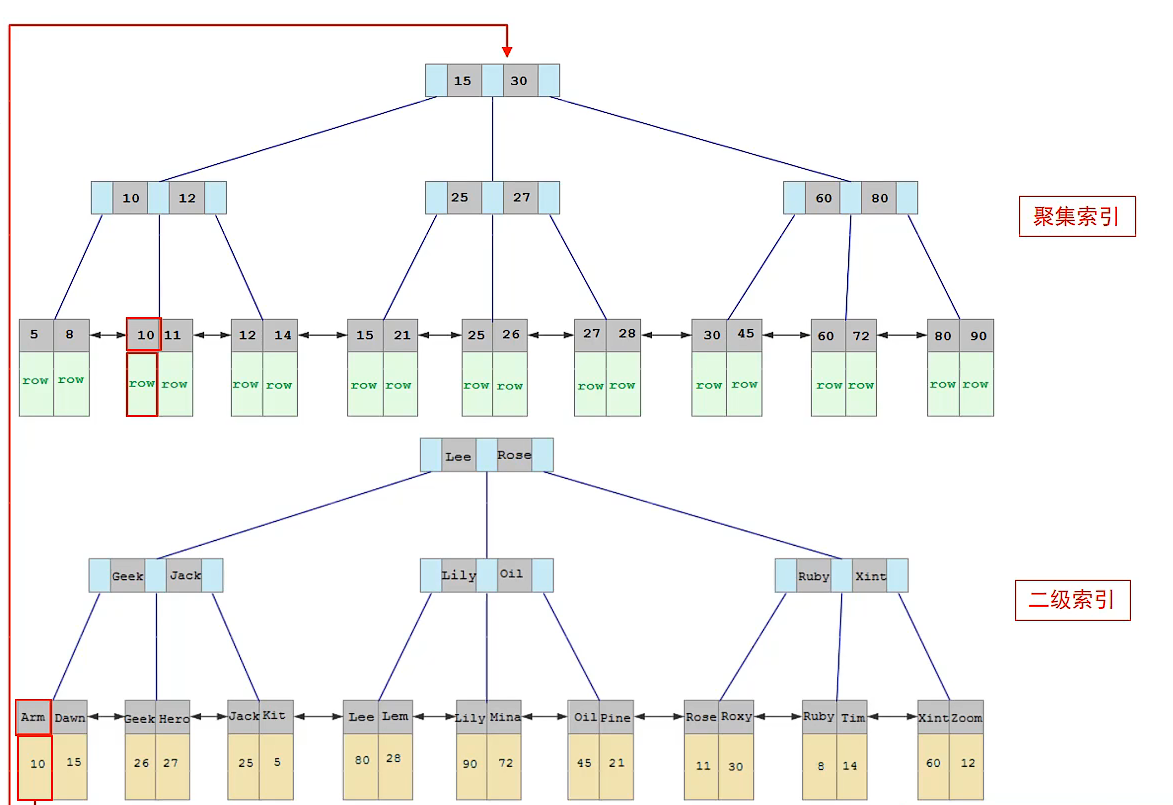 15 30
10 12 25 27 60 80
聚集索引
5 8 10 11 12 14 15 21 25 26 27 28 30 45 60 72 80 90
row row row row row row row row row row row row row row row row row row
Lee Rose
Geek Jack Lily Oil Ruby Xint
二级索引
Arm Dawn Geek Hero Jack Kit Lee Lem Lily Mina Oil Pine Rose Roxy Ruby Tim Xint Zoom
10 15 26 27 25 5 80 28 90 72 45 21 11 30 8 14 60 12